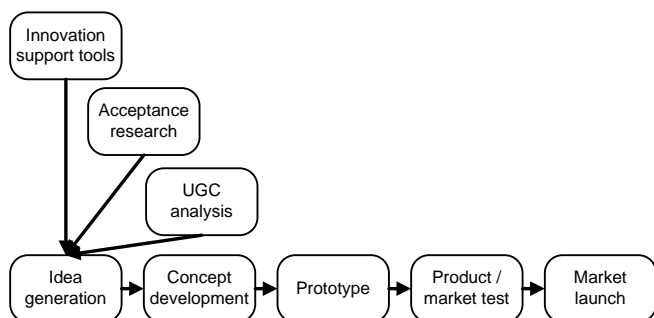 Innovation
support tools
Acceptance
research
UGC
analysis
Idea
generation
Concept
development
Prototype
Product /
market test
Market
launch